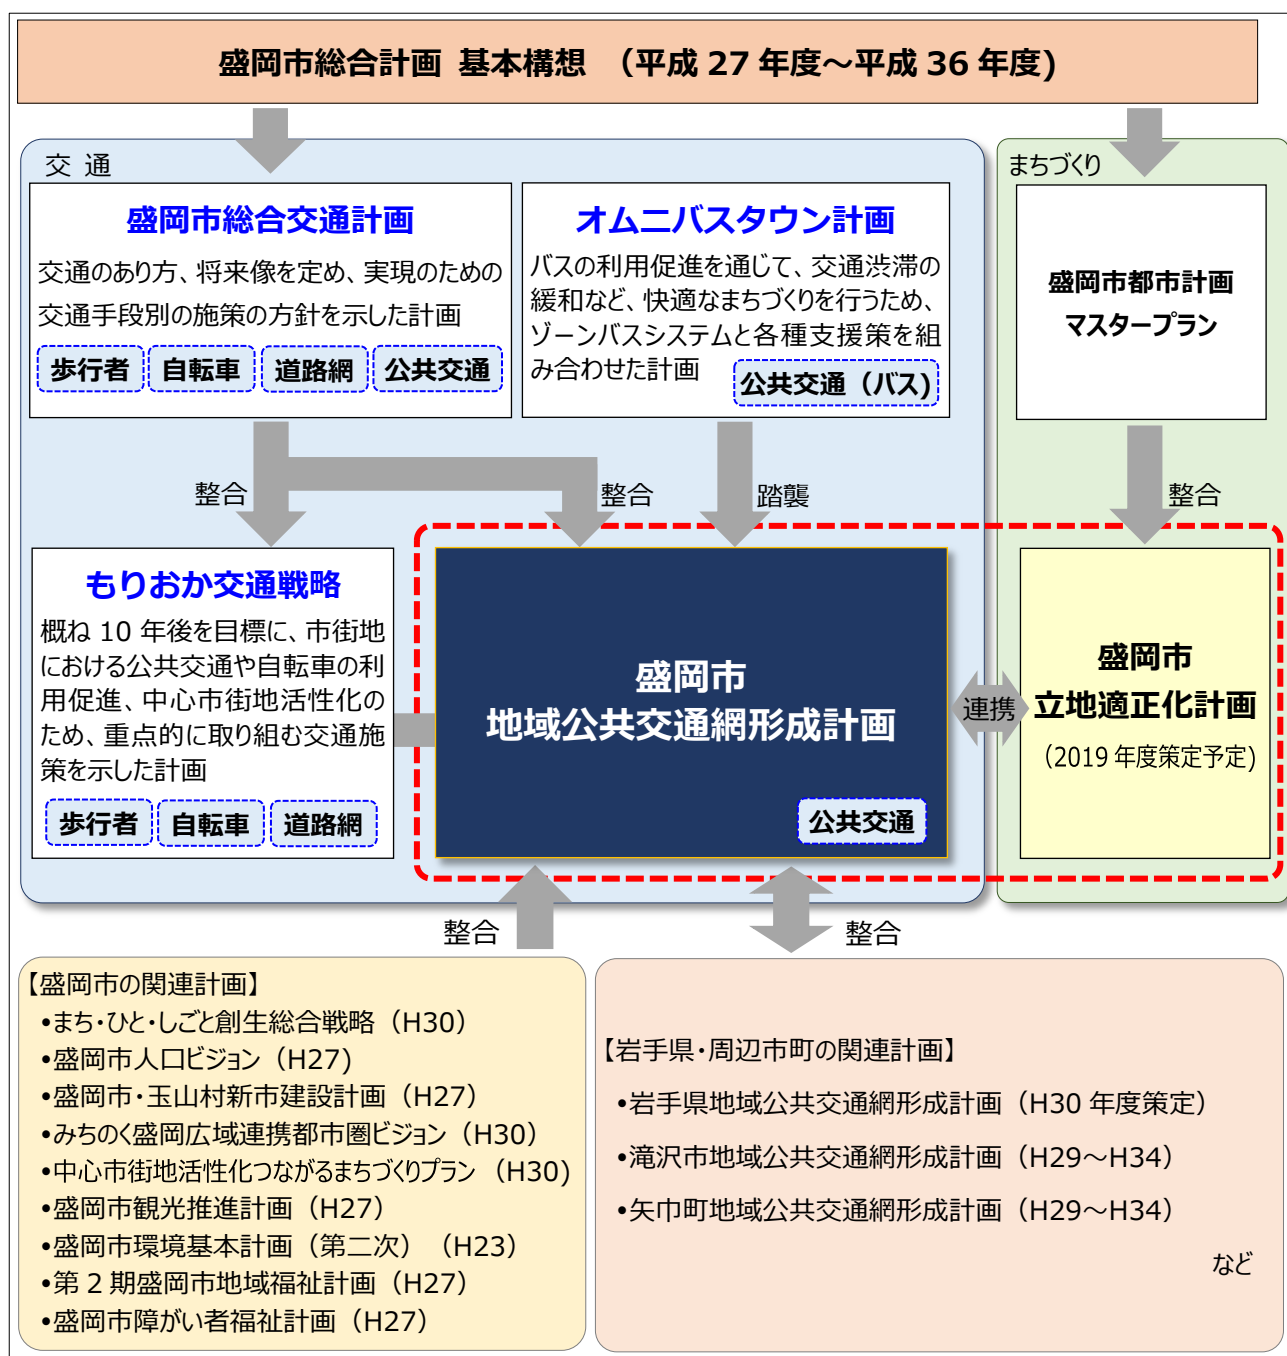 盛岡市総合計画 基本構想 （平成 27 年度～平成 36 年度)
交 通
盛岡市総合交通計画
交通のあり方、将来像を定め、実現のための
交通手段別の施策の方針を示した計画
歩行者 自転車 道路網 公共交通
オムニバスタウン計画
バスの利用促進を通じて、交通渋滞の
緩和など、快適なまちづくりを行うため、
ゾーンバスシステムと各種支援策を組
み合わせた計画
公共交通（バス)
まちづくり
盛岡市都市計画
マスタープラン
整合
整合
踏襲
整合
もりおか交通戦略
概ね 10 年後を目標に、市街地
における公共交通や自転車の利
用促進、中心市街地活性化の
ため、重点的に取り組む交通施
策を示した計画
歩行者 自転車 道路網
盛岡市
地域公共交通網形成計画
公共交通
連携
盛岡市
立地適正化計画
（2019 年度策定予定)
整合
整合
【盛岡市の関連計画】
•まち・ひと・しごと創生総合戦略（H30）
•盛岡市人口ビジョン（H27)
•盛岡市・玉山村新市建設計画（H27）
•みちのく盛岡広域連携都市圏ビジョン（H30）
•中心市街地活性化つながるまちづくりプラン（H30)
•盛岡市観光推進計画（H27）
•盛岡市環境基本計画（第二次）（H23）
•第 2 期盛岡市地域福祉計画（H27）
•盛岡市障がい者福祉計画（H27）
【岩手県・周辺市町の関連計画】
•岩手県地域公共交通網形成計画（H30 年度策定）
•滝沢市地域公共交通網形成計画（H29～H34）
•矢巾町地域公共交通網形成計画（H29～H34）
など